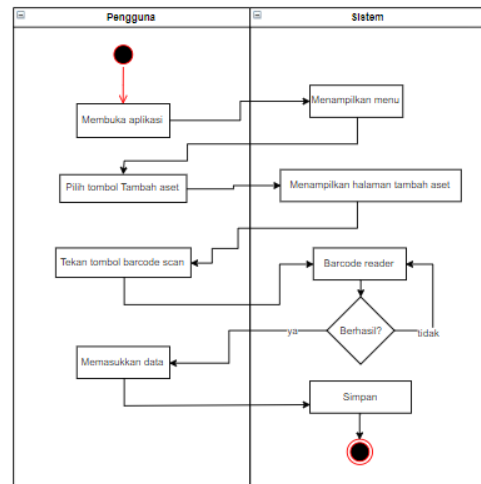 Pengguna
Sistem
Membuka aplikasi
Menampilkan menu
Pilih tombol Tambah aset
Menampilkan halaman tambah aset
Tekan tombol barcode scan
Barcode reader
Berhasil?
ya
tidak
Memasukkan data
Simpan